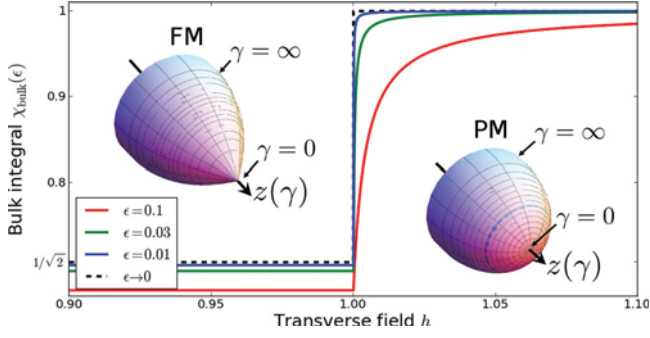 1
FM
γ = ∞
0.9
γ = 0
z(γ)
PM
γ = ∞
0.8
γ = 0
z(γ)
ϵ=0.1
ϵ=0.03
ϵ=0.01
ϵ→0
1/√2
0.90 0.95 1.00 1.05 1.10
Transverse field h
Bulk integral χbulk(ϵ)